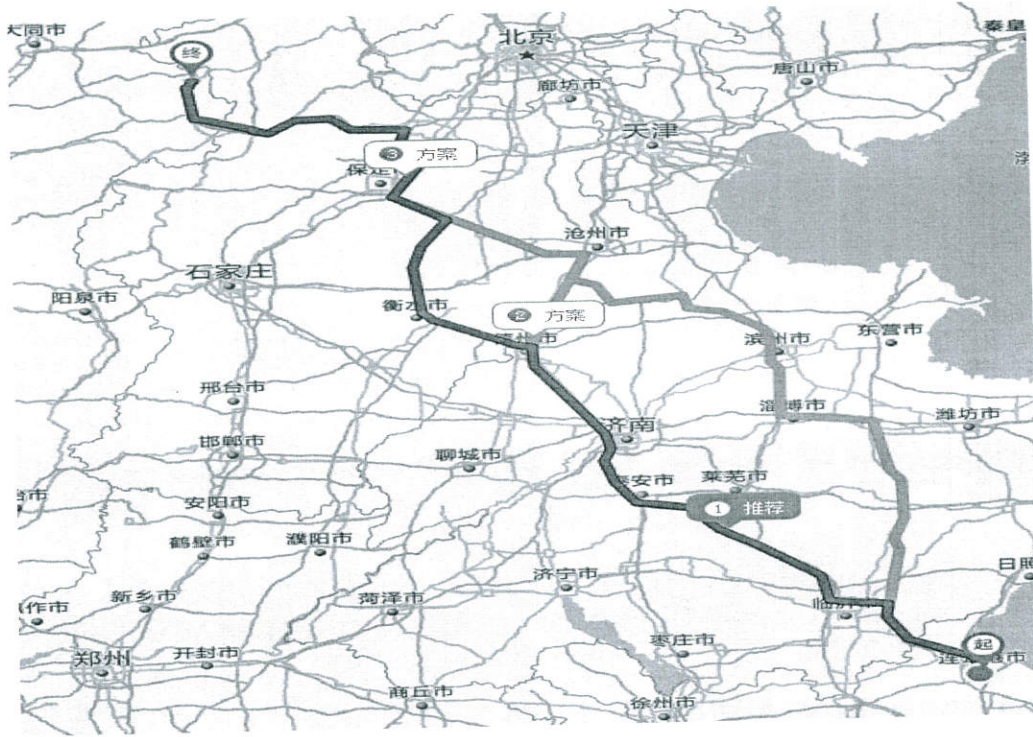 大同市
终
北京
秦皇
唐山市
廊坊市
天津
3 方案
沧州市
石家庄
阳泉市
衡水市
2 方案
东营市
滨州市
邢台市
淄博市
潍坊市
济南
邯郸市
聊城市
泰安市
莱芜市
安阳市
1 推荐
鹤壁市
濮阳市
日照
济宁市
新乡市
菏泽市
作市
起
枣庄市
郑州
开封市
商丘市
徐州市